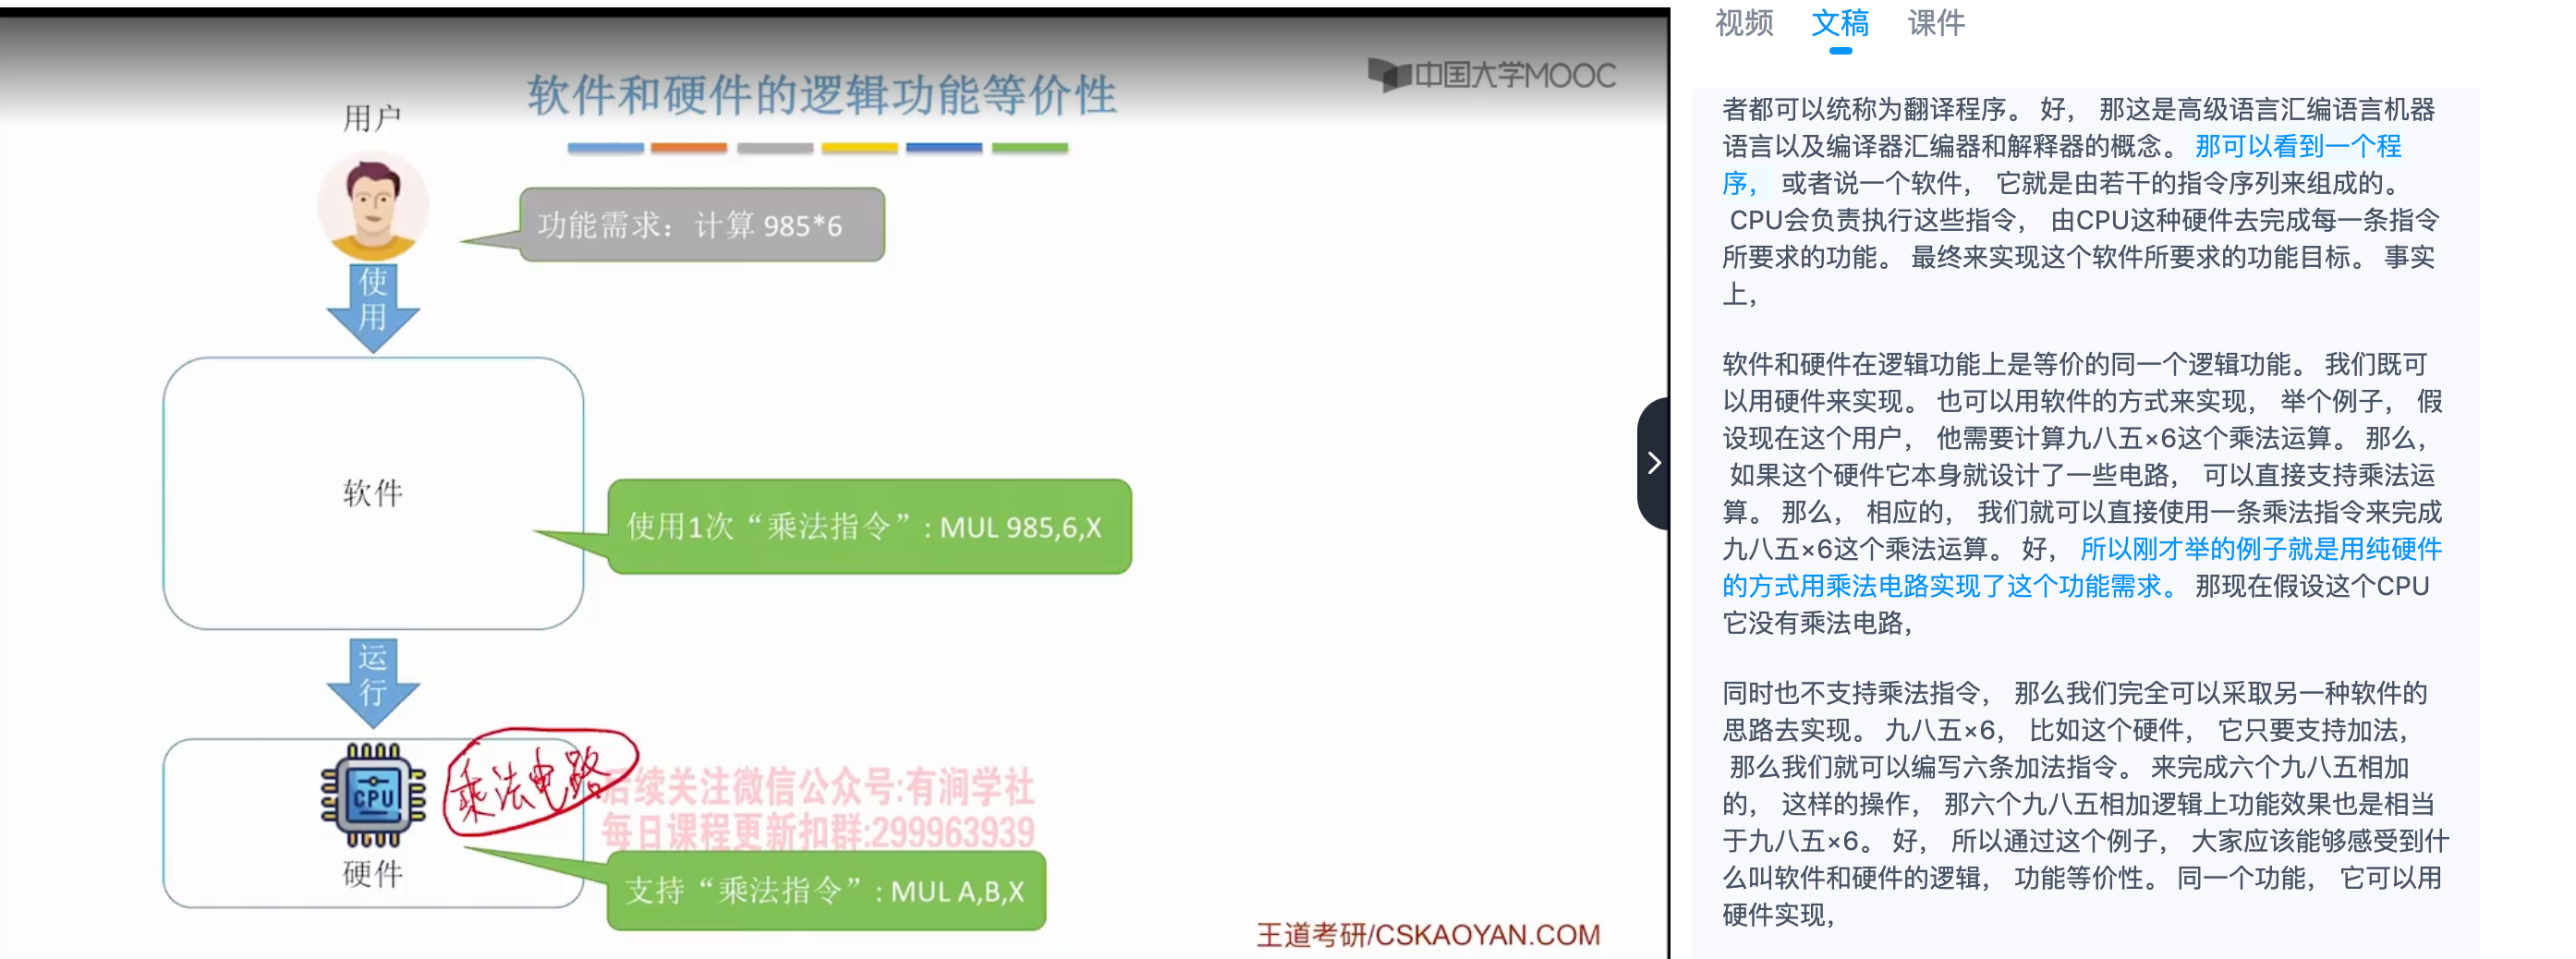 软件和硬件的逻辑功能等价性
中国大学MOOC
用户
功能需求：计算 985*6
使
用
软件
使用1次“乘法指令”: MUL 985,6,X
运
行
CPU
乘法电路
硬件
后续关注微信公众号:有涧学社
每日课程更新扣群:299963939
支持“乘法指令”: MUL A,B,X
王道考研/CSKAOYAN.COM
视频 文稿 课件
者都可以统称为翻译程序。 好， 那这是高级语言汇编语言机器
语言以及编译器汇编器和解释器的概念。 那可以看到一个程
序， 或者说一个软件， 它就是由若干的指令序列来组成的。
CPU会负责执行这些指令， 由CPU这种硬件去完成每一条指令
所要求的功能。 最终来实现这个软件所要求的功能目标。 事实
上，
软件和硬件在逻辑功能上是等价的同一个逻辑功能。 我们既可
以用硬件来实现。 也可以用软件的方式来实现， 举个例子， 假
设现在这个用户， 他需要计算九八五×6这个乘法运算。 那么，
如果这个硬件它本身就设计了一些电路， 可以直接支持乘法运
算。 那么， 相应的， 我们就可以直接使用一条乘法指令来完成
九八五×6这个乘法运算。 好， 所以刚才举的例子就是用纯硬件
的方式用乘法电路实现了这个功能需求。 那现在假设这个CPU
它没有乘法电路，
同时也不支持乘法指令， 那么我们完全可以采取另一种软件的
思路去实现。 九八五×6， 比如这个硬件， 它只要支持加法，
那么我们就可以编写六条加法指令。 来完成六个九八五相加
的， 这样的操作， 那六个九八五相加逻辑上功能效果也是相当
于九八五×6。 好， 所以通过这个例子， 大家应该能够感受到什
么叫软件和硬件的逻辑， 功能等价性。 同一个功能， 它可以用
硬件实现，